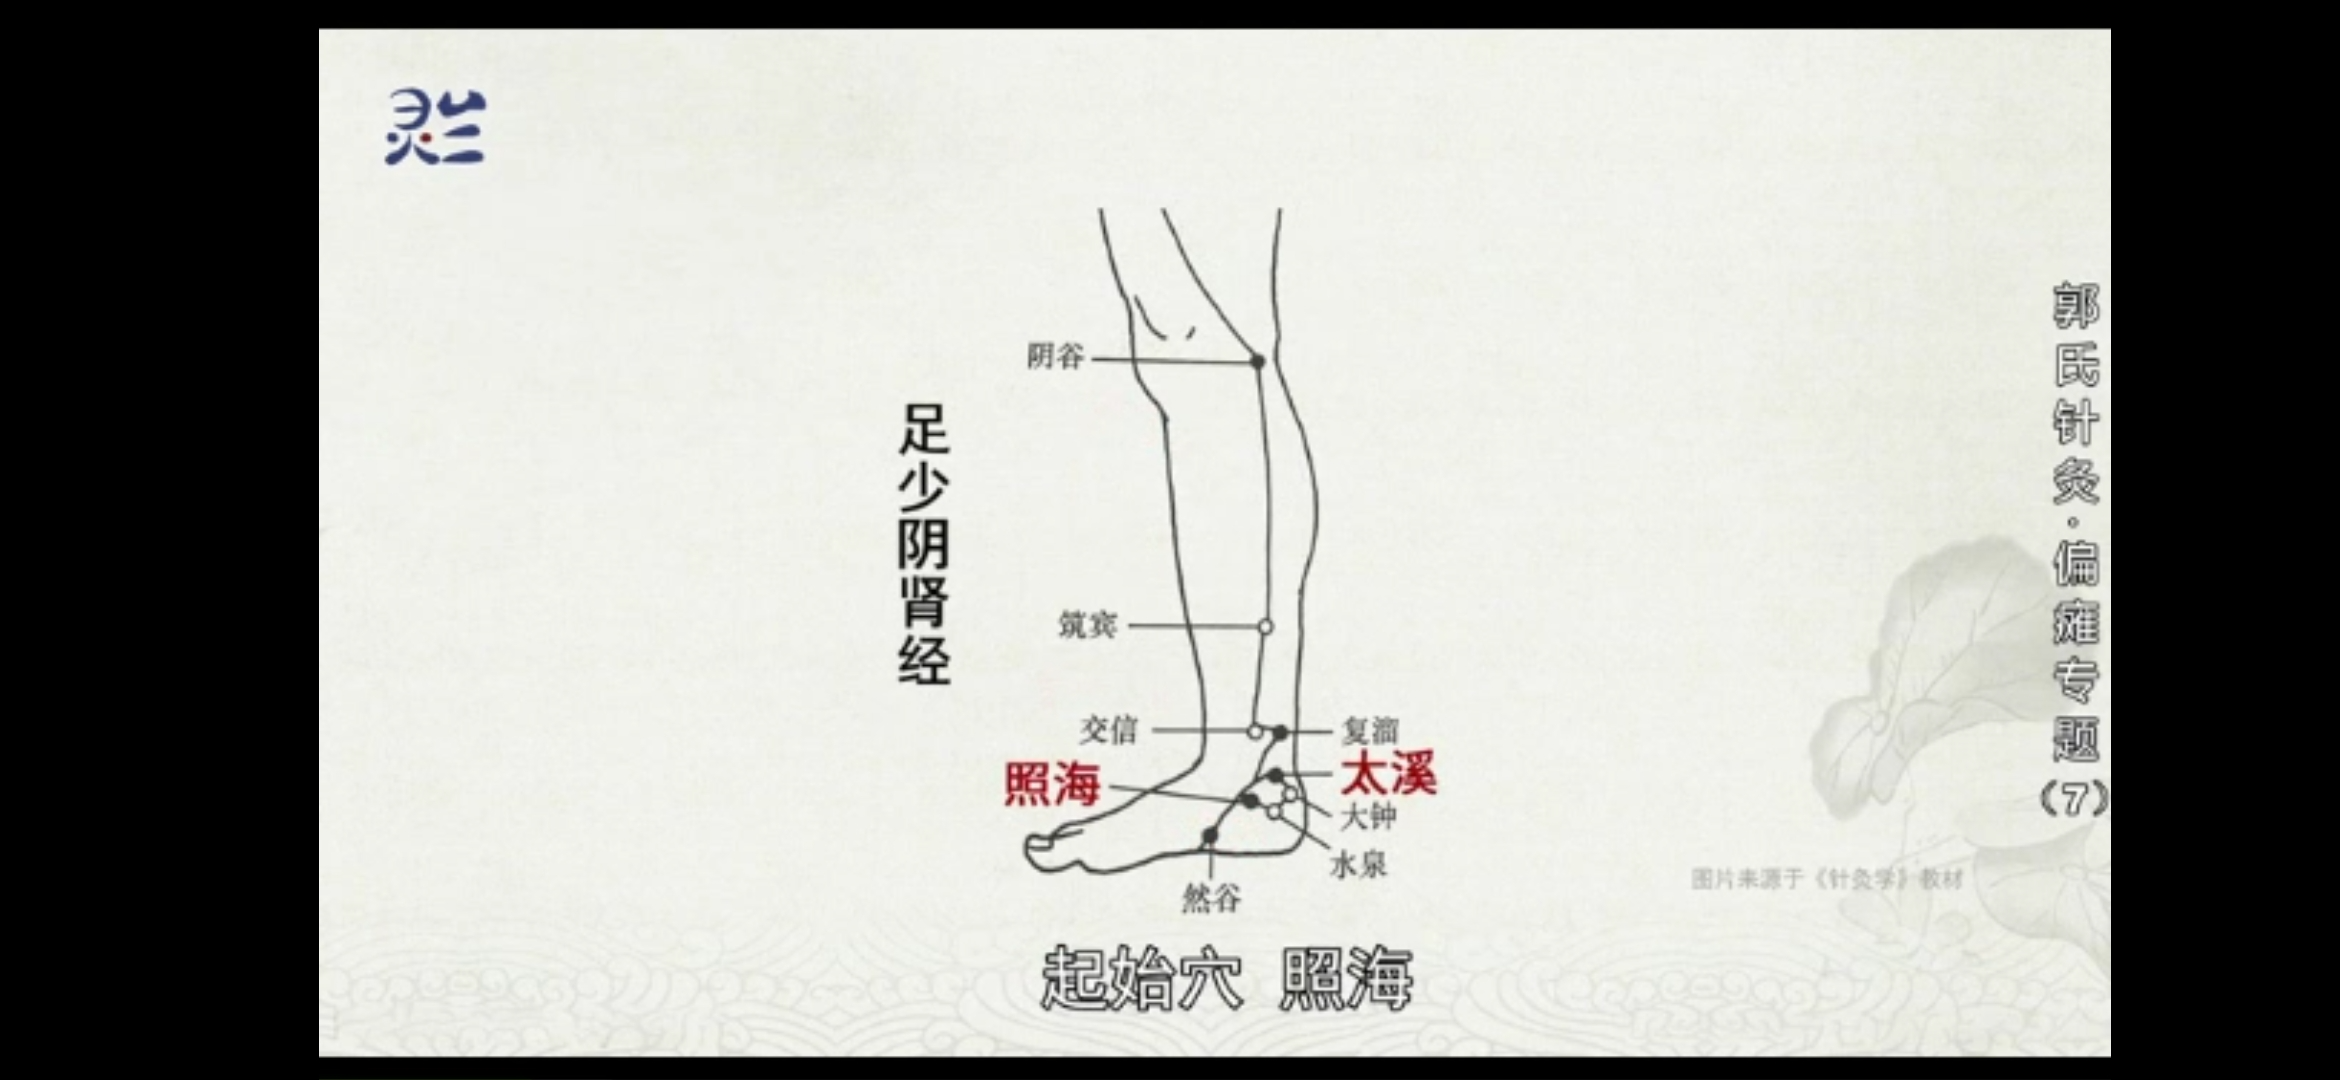 灵兰
郭氏针灸·偏瘫专题(7)
足少阴肾经
阴谷
筑宾
交信
复溜
照海
太溪
大钟
水泉
然谷
图片来源于《针灸学》教材
起始穴 照海